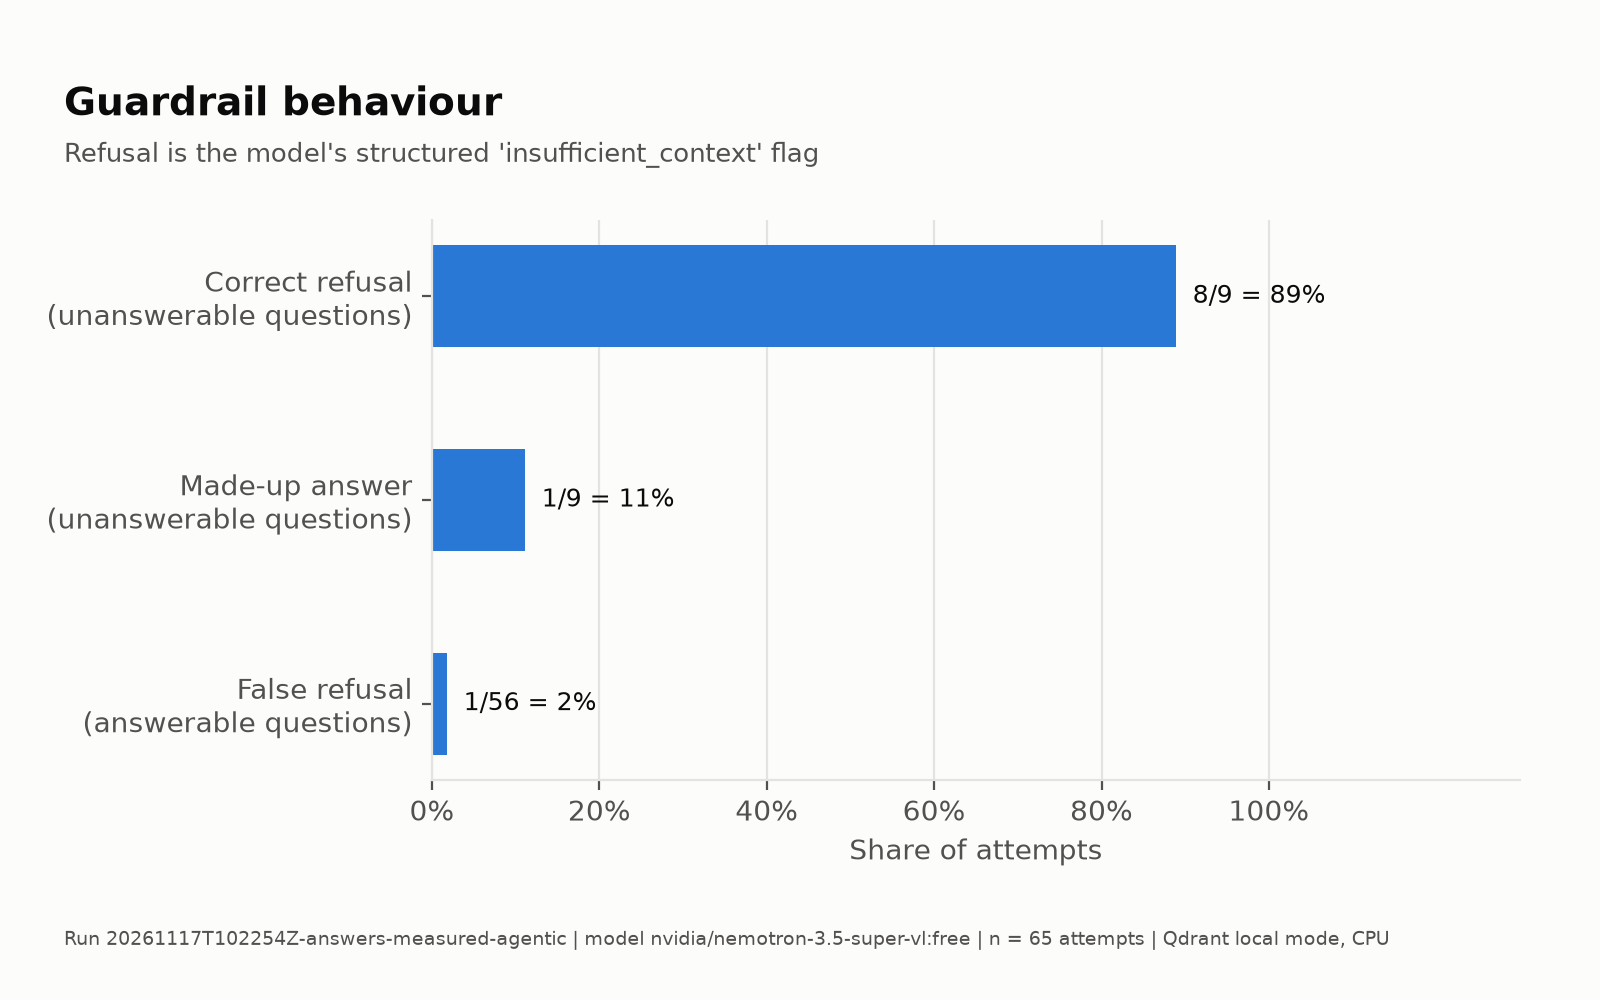 Guardrail behaviour
Refusal is the model's structured 'insufficient_context' flag
Correct refusal
(unanswerable questions)
8/9 = 89%
Made-up answer
(unanswerable questions)
1/9 = 11%
False refusal
(answerable questions)
1/56 = 2%
0% 20% 40% 60% 80% 100%
Share of attempts
Run 20261117T102254Z-answers-measured-agentic | model nvidia/nemotron-3.5-super-vl:free | n = 65 attempts | Qdrant local mode, CPU